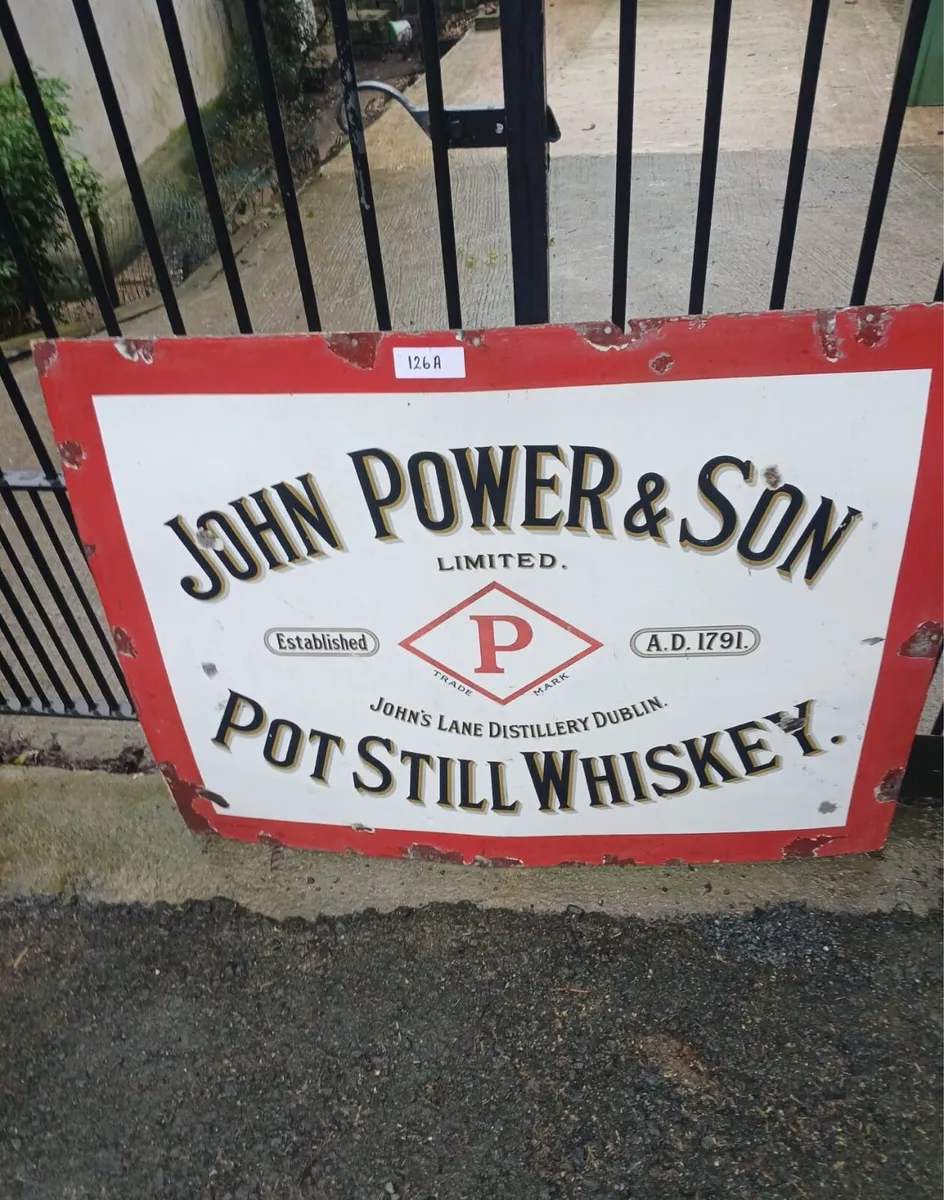 126A
JOHN POWER & SON
LIMITED.
Established
P
A.D. 1791.
TRADE MARK
JOHN'S LANE DISTILLERY DUBLIN.
POT STILL WHISKEY.